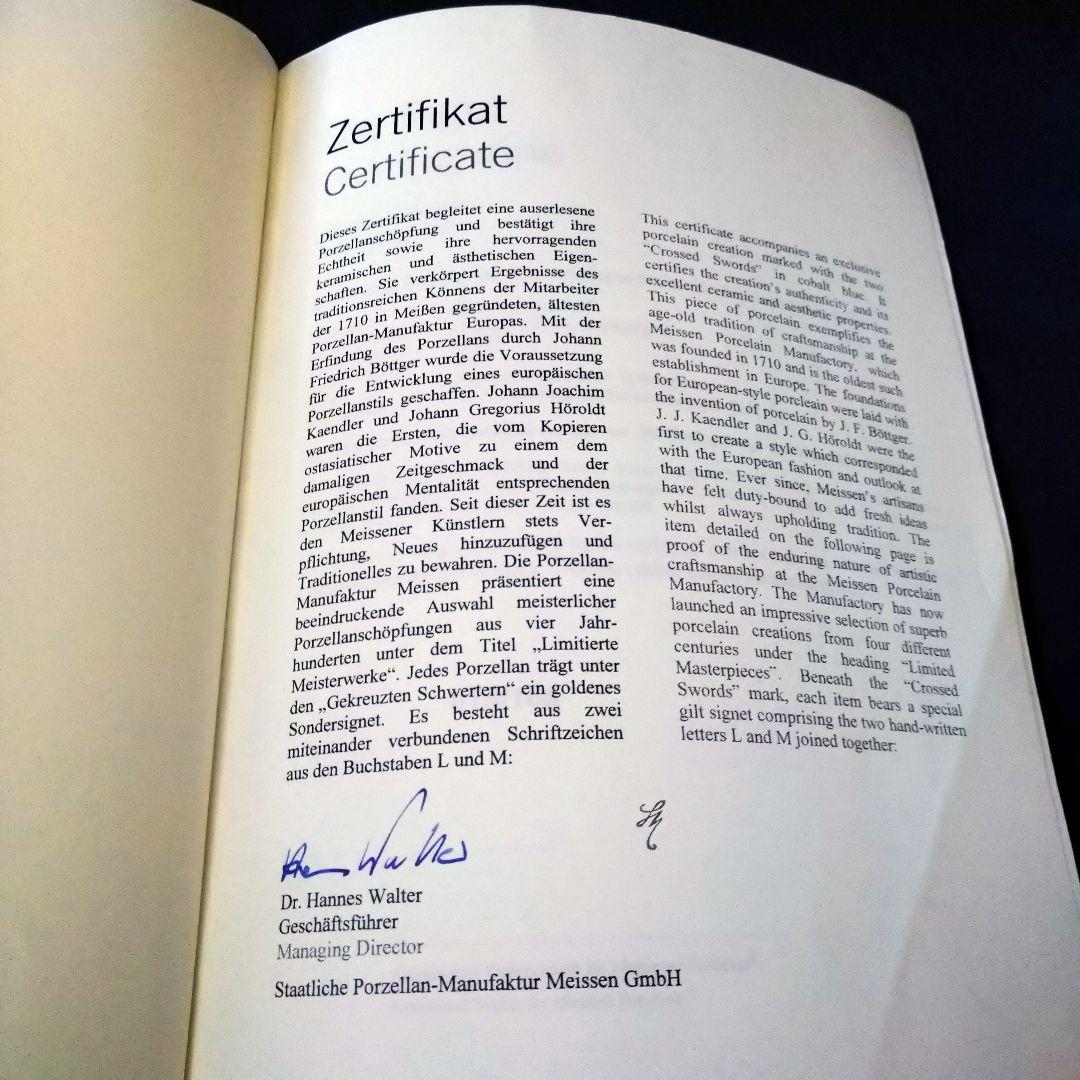 Zertifikat
Certificate
Dieses Zertifikat begleitet eine auserlesene
Porzellanschöpfung und bestätigt ihre
Echtheit sowie ihre hervorragenden
keramischen und ästhetischen Eigen-
schaften. Sie verkörpert Ergebnisse des
traditionsreichen Könnens der Mitarbeiter
der 1710 in Meißen gegründeten, ältesten
Porzellan-Manufaktur Europas. Mit der
Erfindung des Porzellans durch Johann
Friedrich Böttger wurde die Voraussetzung
für die Entwicklung eines europäischen
Porzellanstils geschaffen. Johann Joachim
Kaendler und Johann Gregorius Höroldt
waren die Ersten, die vom Kopieren
ostasiatischer Motive zu einem dem
damaligen Zeitgeschmack und der
europäischen Mentalität entsprechenden
Porzellanstil fanden. Seit dieser Zeit ist es
den Meissener Künstlern stets Ver-
pflichtung, Neues hinzuzufügen und
Traditionelles zu bewahren. Die Porzellan-
Manufaktur Meissen präsentiert eine
beeindruckende Auswahl meisterlicher
Porzellanschöpfungen aus vier Jahr-
hunderten unter dem Titel „Limitierte
Meisterwerke“. Jedes Porzellan trägt unter
den „Gekreuzten Schwertern“ ein goldenes
Sondersignet. Es besteht aus zwei
miteinander verbundenen Schriftzeichen
aus den Buchstaben L und M:
This certificate accompanies an exclusive
porcelain creation marked with the two
“Crossed Swords” in cobalt blue. It
certifies the creation’s authenticity and its
excellent ceramic and aesthetic properties.
This piece of porcelain exemplifies the
age-old tradition of craftsmanship at the
Meissen Porcelain Manufactory, which
was founded in 1710 and is the oldest such
establishment in Europe. The foundations
for European-style porcleain were laid with
the invention of porcelain by J. F. Böttger.
J. J. Kaendler and J. G. Höroldt were the
first to create a style which corresponded
with the European fashion and outlook at
that time. Ever since, Meissen’s artisans
have felt duty-bound to add fresh ideas
whilst always upholding tradition. The
item detailed on the following page is
proof of the enduring nature of artistic
craftsmanship at the Meissen Porcelain
Manufactory. The Manufactory has now
launched an impressive selection of superb
porcelain creations from four different
centuries under the heading “Limited
Masterpieces”. Beneath the “Crossed
Swords” mark, each item bears a special
gilt signet comprising the two hand-written
letters L and M joined together:
LM
Hannes Walter
Dr. Hannes Walter
Geschäftsführer
Managing Director
Staatliche Porzellan-Manufaktur Meissen GmbH